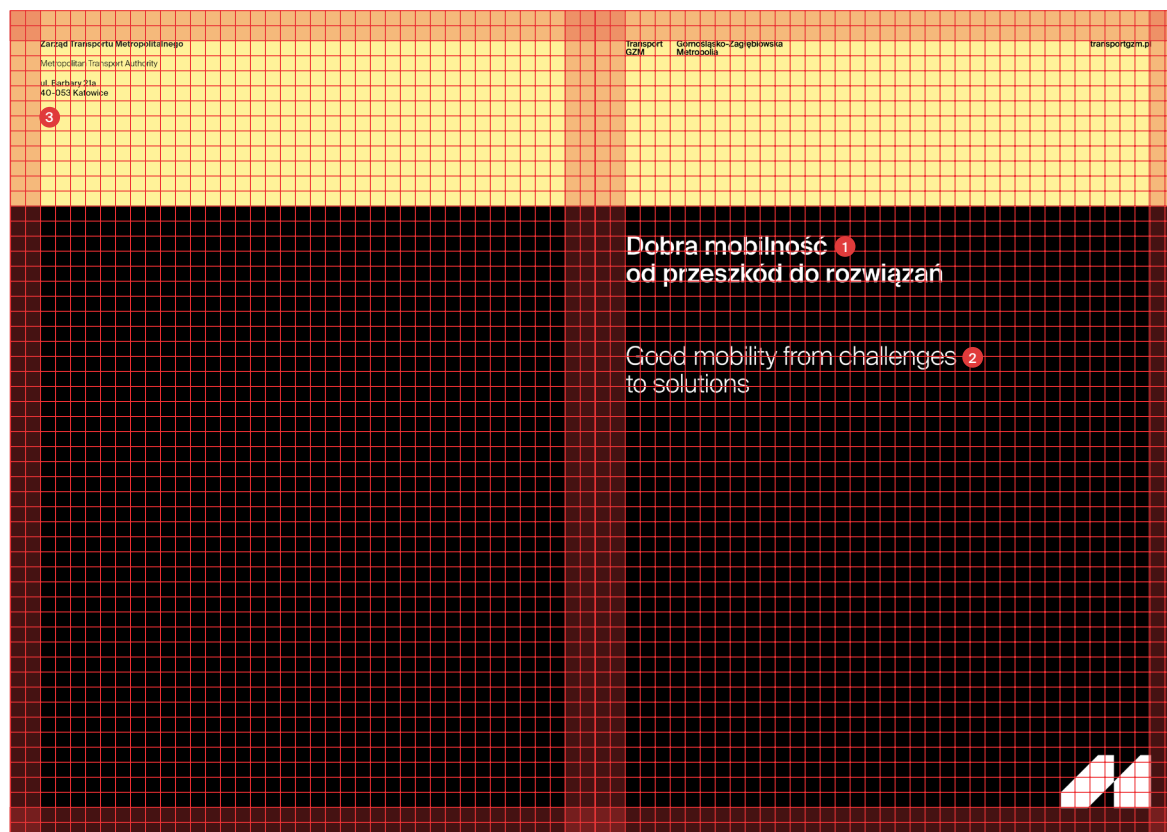 Zarząd Transportu Metropolitalnego
Metropolitan Transport Authority
ul. Barbary 21a
40-053 Katowice
3
Transport
GZM
Górnośląsko-Zagłębiowska
Metropolia
transportgzm.pl
Dobra mobilność 1
od przeszkód do rozwiązań
Good mobility from challenges 2
to solutions